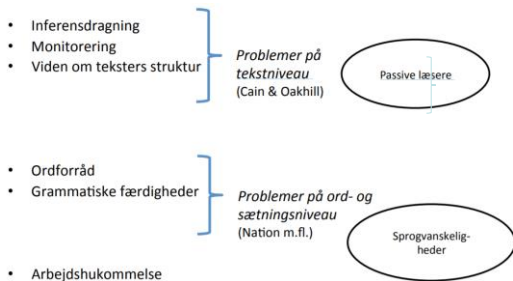 • Inferensdragning
• Monitorering
• Viden om teksters struktur
Problemer på
tekstniveau
(Cain & Oakhill)
Passive læsere
• Ordforråd
• Grammatiske færdigheder
Problemer på ord- og
sætningsniveau
(Nation m.fl.)
Sprogvanskelig-
heder
• Arbejdshukommelse